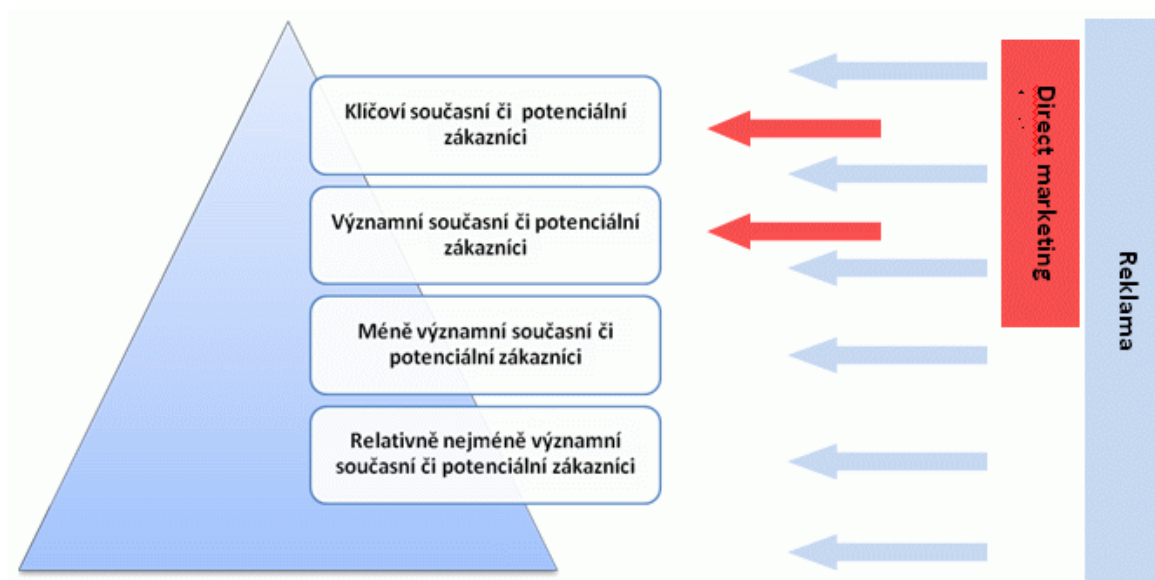 Klíčoví současní či potenciální
zákazníci
Významní současní či potenciální
zákazníci
Méně významní současní či
potenciální zákazníci
Relativně nejméně významní
současní či potenciální zákazníci
Direct marketing
Reklama